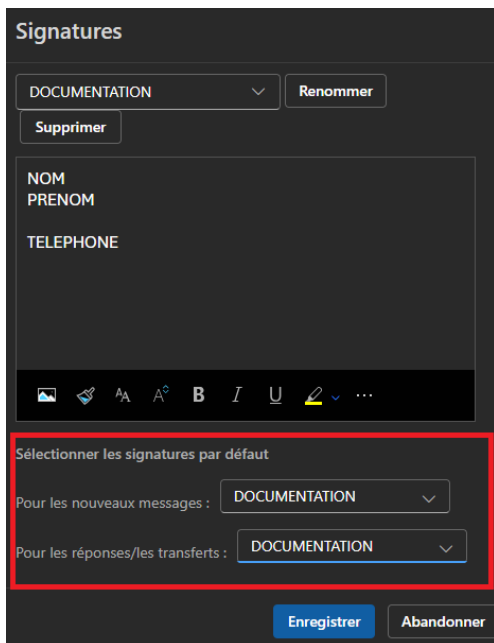 Signatures
DOCUMENTATION
Renommer
Supprimer
NOM
PRENOM
TELEPHONE
B I U
Sélectionner les signatures par défaut
Pour les nouveaux messages : DOCUMENTATION
Pour les réponses/les transferts : DOCUMENTATION
Enregistrer Abandonner